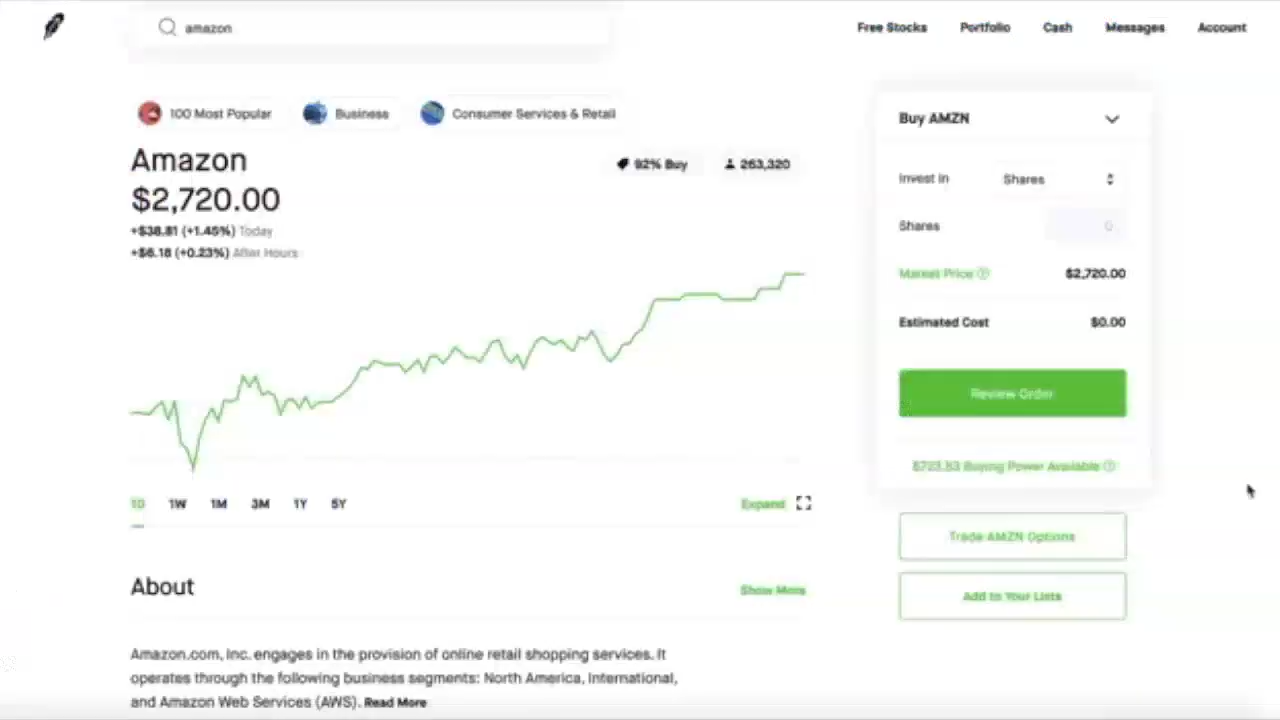 amazon
Free Stocks Portfolio Cash Messages Account
100 Most Popular Business Consumer Services & Retail
Amazon
$2,720.00
92% Buy 263,320
+$38.81 (+1.45%) Today
+$6.18 (+0.23%) After Hours
1D 1W 1M 3M 1Y 5Y
Expand
About
Show More
Amazon.com, Inc. engages in the provision of online retail shopping services. It
operates through the following business segments: North America, International,
and Amazon Web Services (AWS). Read More
Buy AMZN
Invest In Shares
Shares 0
Market Price $2,720.00
Estimated Cost $0.00
Review Order
Buying Power Available
Trade AMZN Options
Add to Your Lists